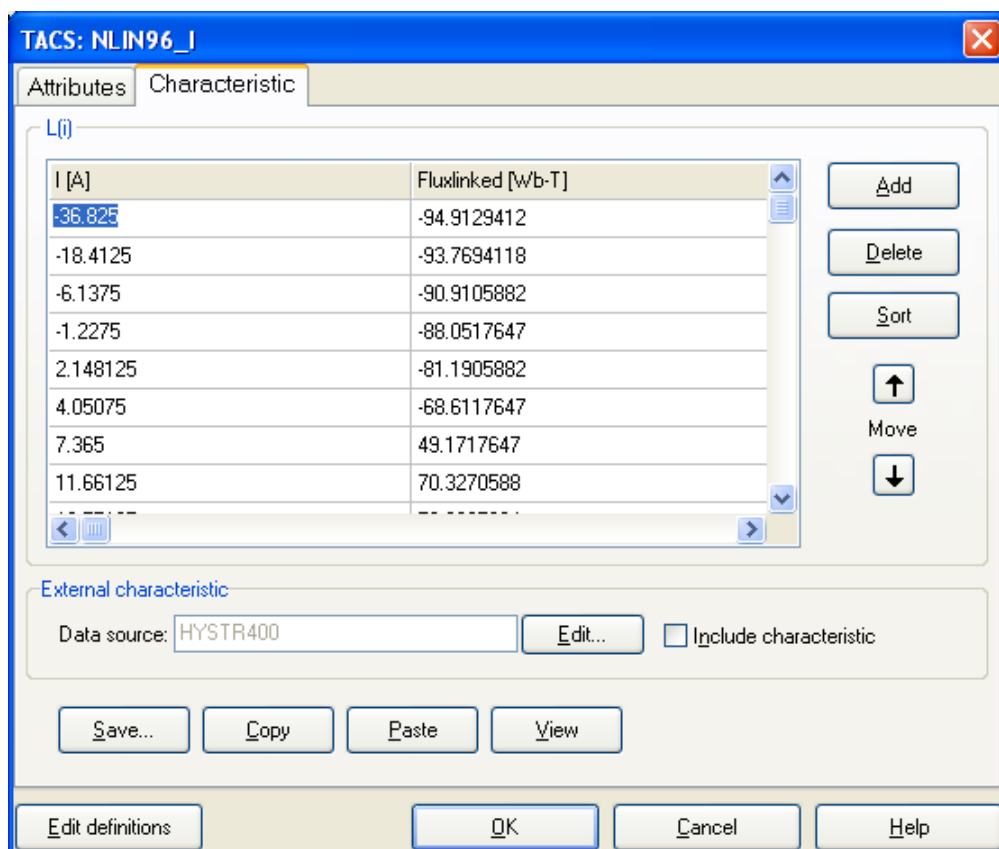 TACS: NLIN96_I
Attributes Characteristic
L(i)
I [A] Fluxlinked [Wb-T]
-36.825 -94.9129412
-18.4125 -93.7694118
-6.1375 -90.9105882
-1.2275 -88.0517647
2.148125 -81.1905882
4.05075 -68.6117647
7.365 49.1717647
11.66125 70.3270588
Add
Delete
Sort
Move
External characteristic
Data source: HYSTR400 Edit... Include characteristic
Save... Copy Paste View
Edit definitions OK Cancel Help